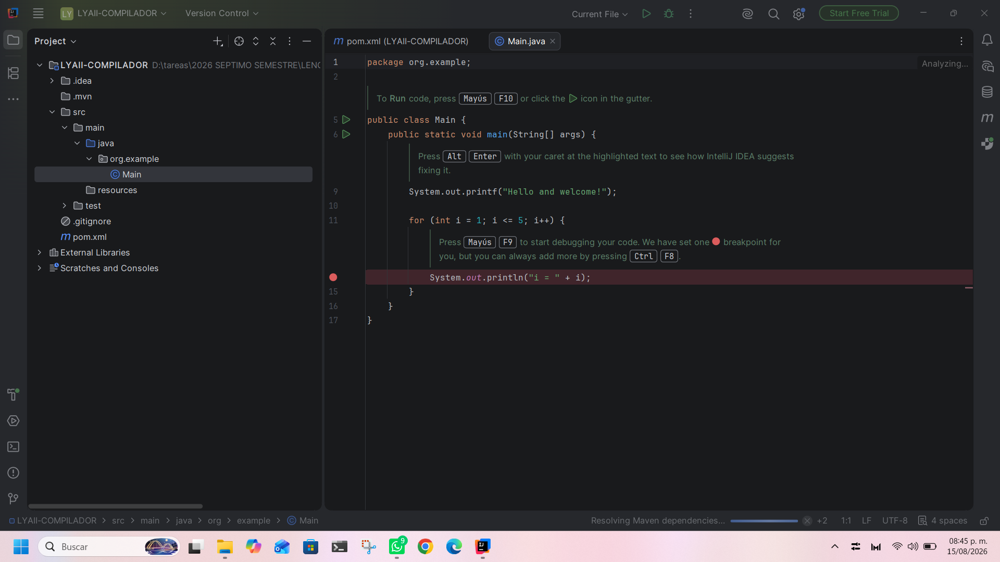 LY LYAII-COMPILADOR Version Control Current File Start Free Trial
Project
LYAII-COMPILADOR D:\tareas\2026 SEPTIMO SEMESTRE\LENG
.idea
.mvn
src
main
java
org.example
Main
resources
test
.gitignore
m pom.xml
External Libraries
Scratches and Consoles
m pom.xml (LYAII-COMPILADOR) Main.java
Analyzing...
1 package org.example;
2
To Run code, press Mayús F10 or click the icon in the gutter.
5 public class Main {
6 public static void main(String[] args) {
Press Alt Enter with your caret at the highlighted text to see how IntelliJ IDEA suggests
fixing it.
9 System.out.printf("Hello and welcome!");
10
11 for (int i = 1; i <= 5; i++) {
Press Mayús F9 to start debugging your code. We have set one breakpoint for
you, but you can always add more by pressing Ctrl F8.
System.out.println("i = " + i);
15 }
16 }
17 }
LYAII-COMPILADOR > src > main > java > org > example > Main
Resolving Maven dependencies... +2 1:1 LF UTF-8 4 spaces
Buscar
9
08:45 p. m.
15/08/2026